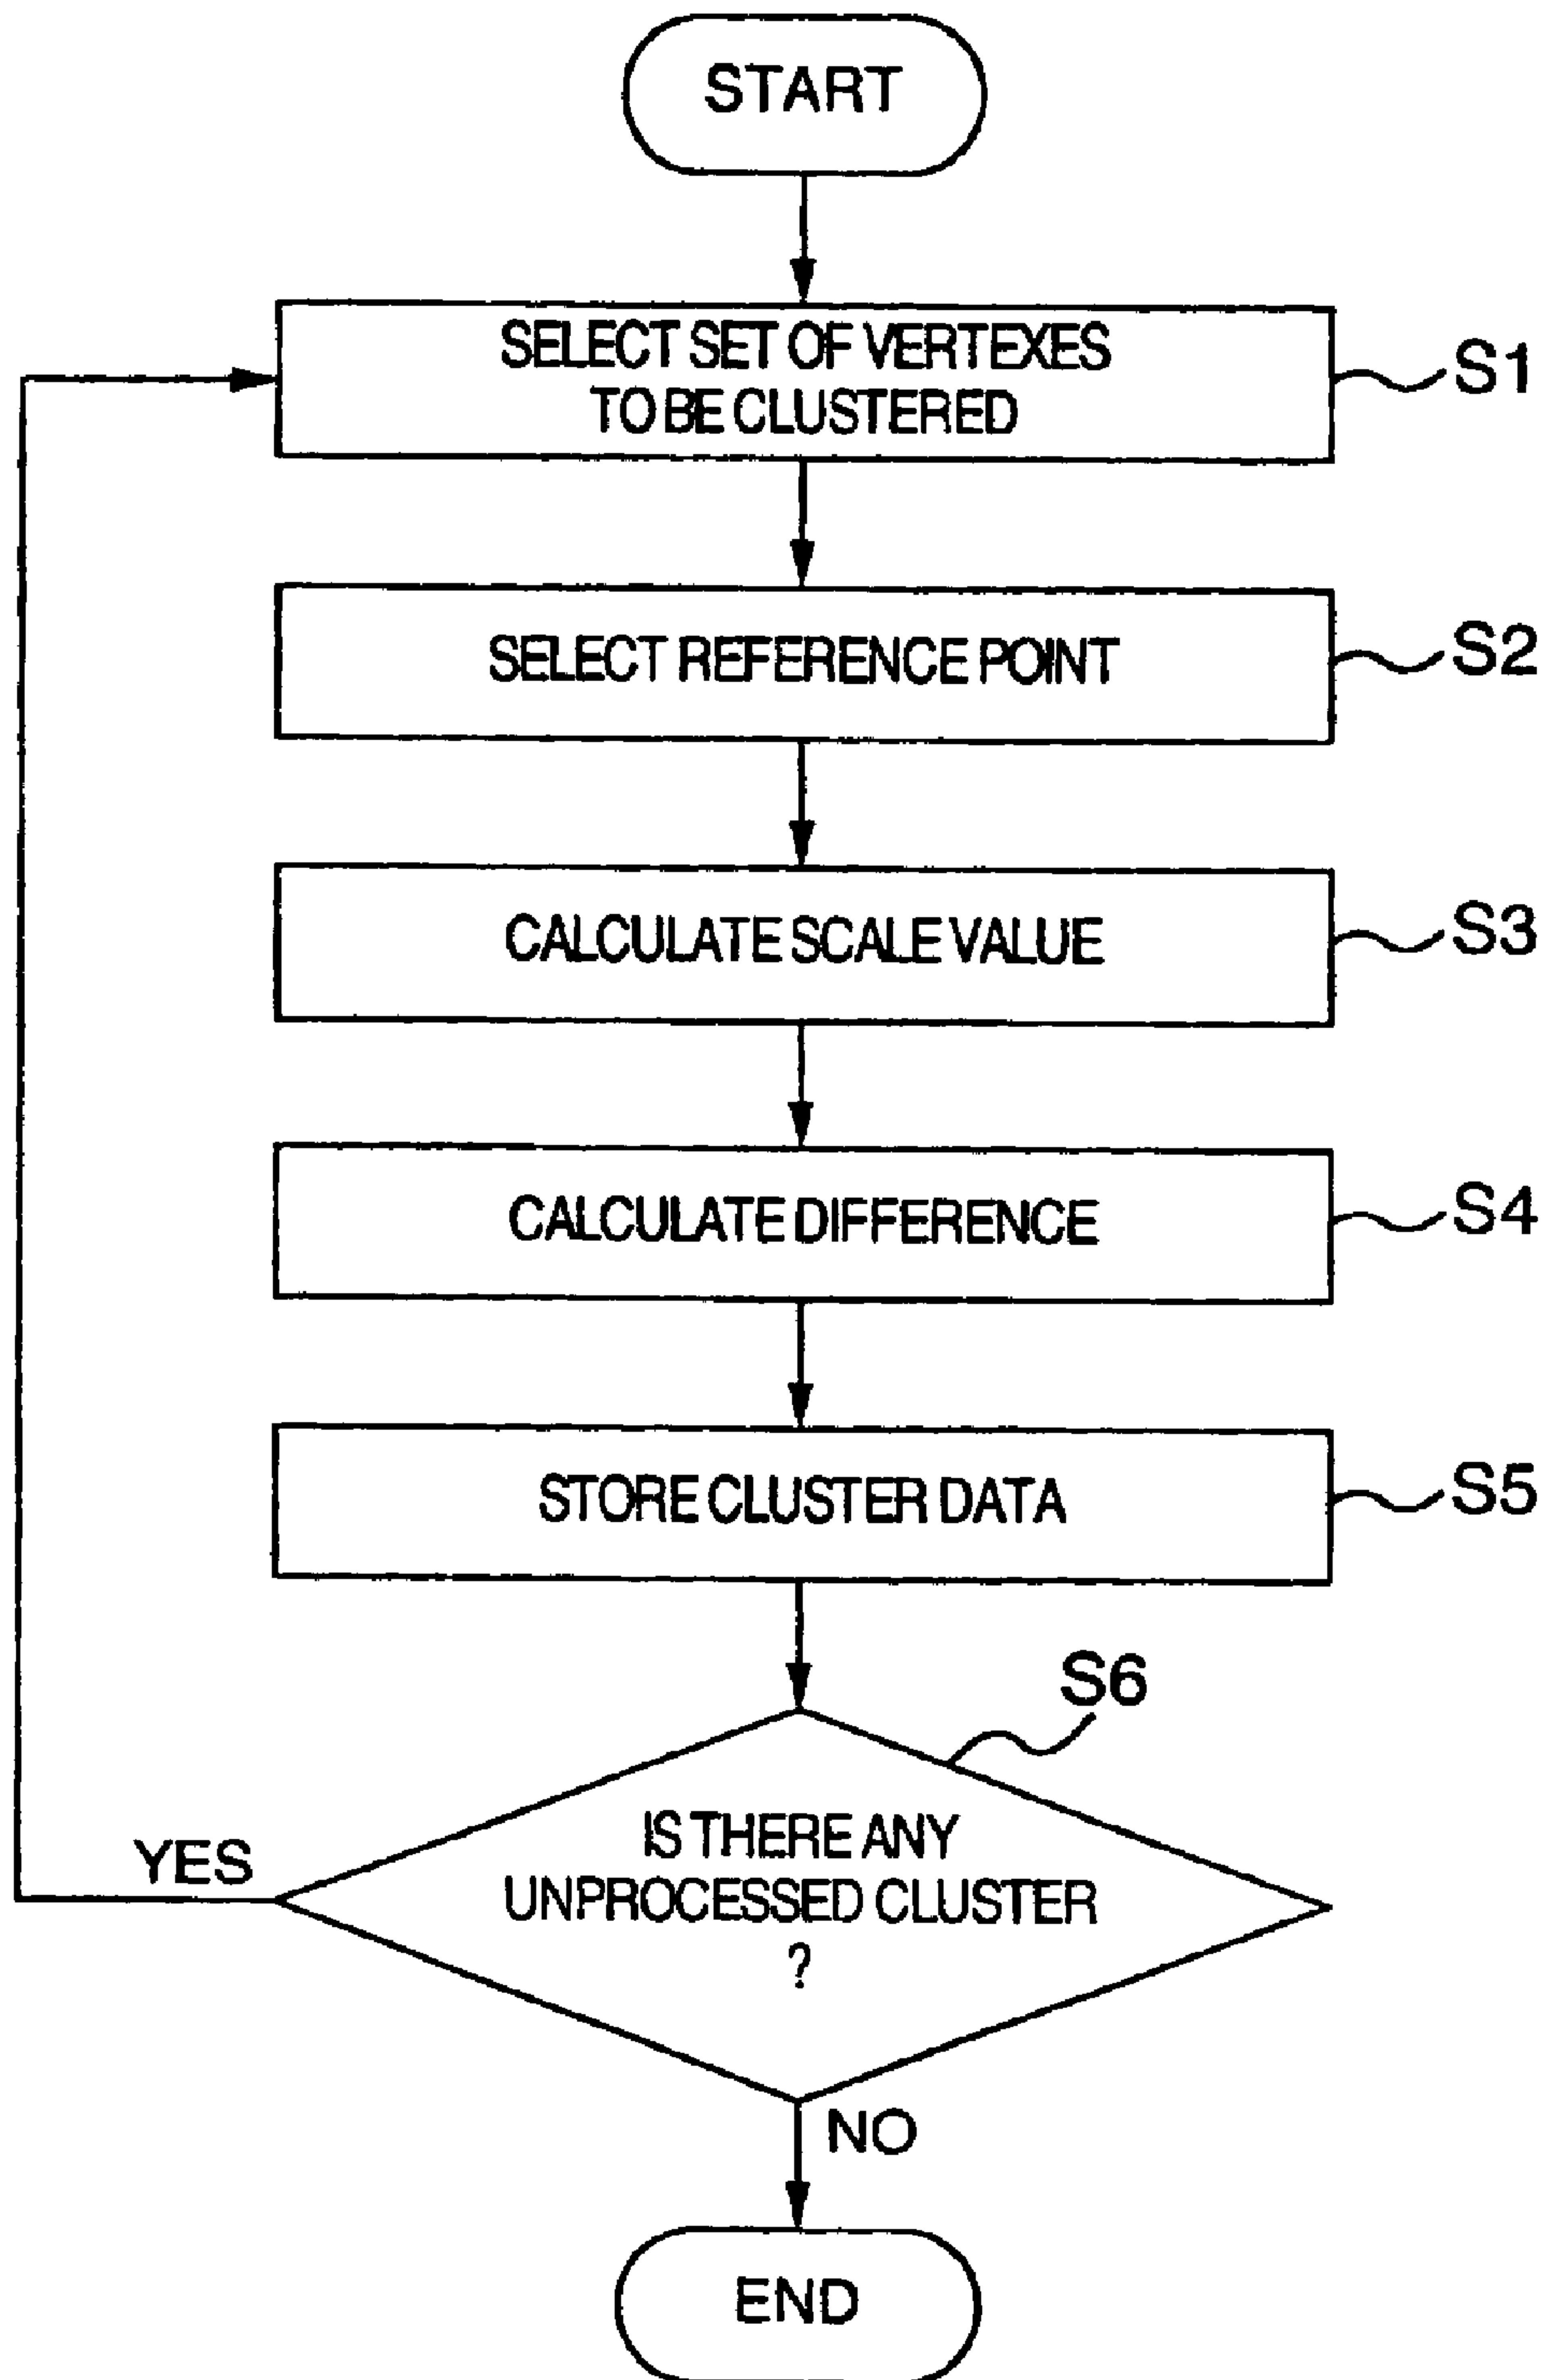 START
SELECT SET OF VERTEXES
TO BE CLUSTERED
S1
SELECT REFERENCE POINT
S2
CALCULATE SCALE VALUE
S3
CALCULATE DIFFERENCE
S4
STORE CLUSTER DATA
S5
S6
IS THERE ANY
UNPROCESSED CLUSTER
?
YES
NO
END